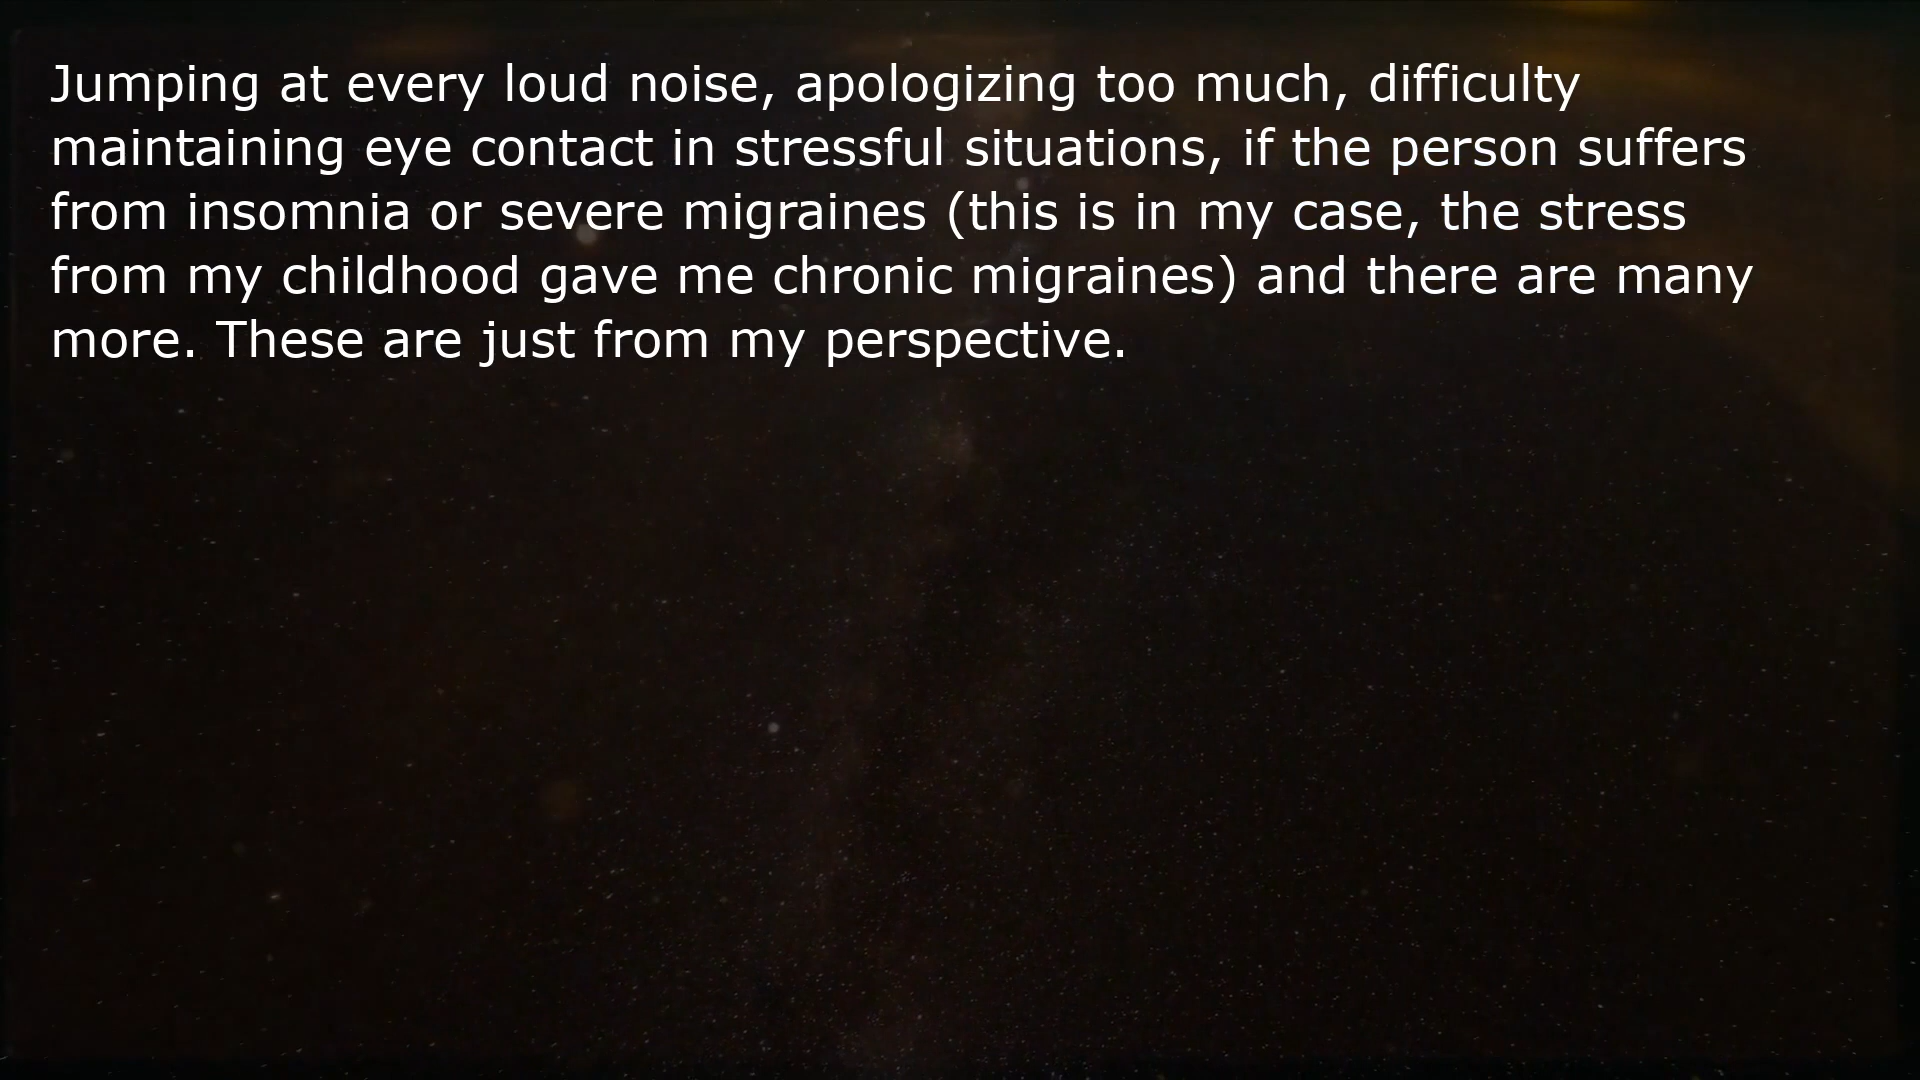 Jumping at every loud noise, apologizing too much, difficulty
maintaining eye contact in stressful situations, if the person suffers
from insomnia or severe migraines (this is in my case, the stress
from my childhood gave me chronic migraines) and there are many
more. These are just from my perspective.